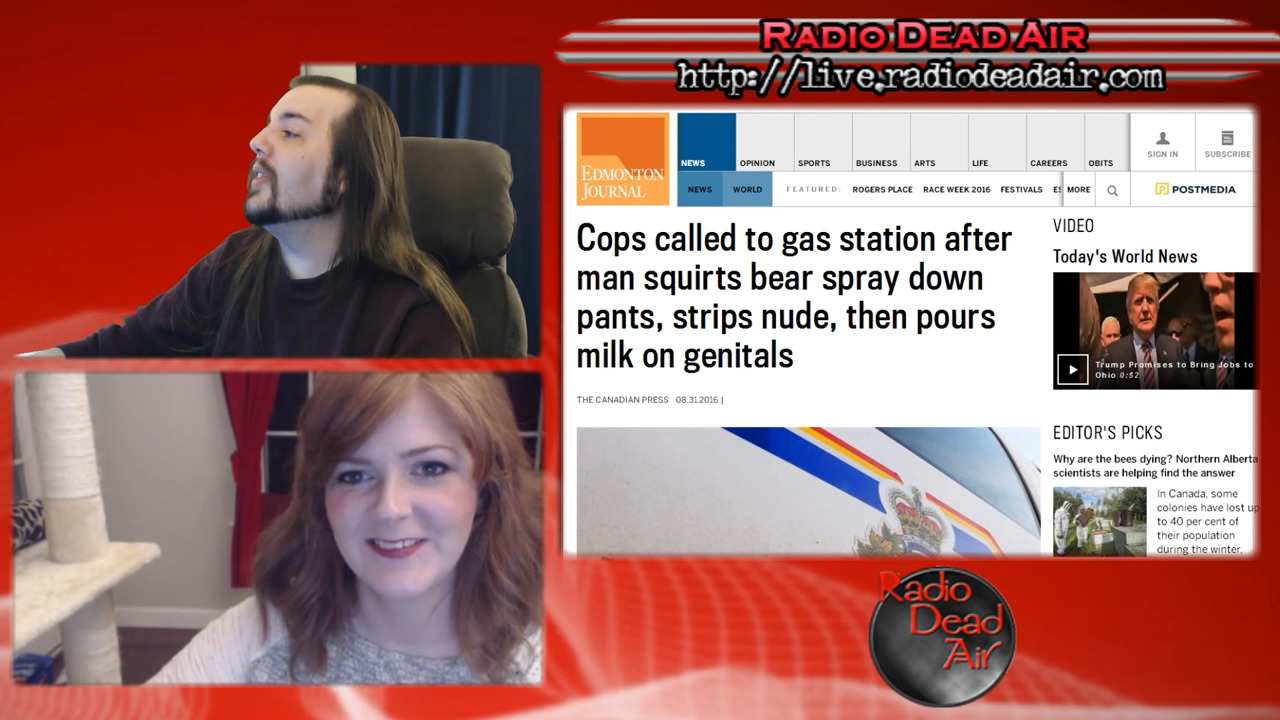 RADIO DEAD AIR
http://live.radiodeadair.com
EDMONTON
JOURNAL
NEWS
OPINION
SPORTS
BUSINESS
ARTS
LIFE
CAREERS
OBITS
SIGN IN
SUBSCRIBE
NEWS
WORLD
FEATURED:
ROGERS PLACE
RACE WEEK 2016
FESTIVALS
MORE
POSTMEDIA
Cops called to gas station after
man squirts bear spray down
pants, strips nude, then pours
milk on genitals
THE CANADIAN PRESS 08.31.2016 |
VIDEO
Today's World News
Trump Promises to Bring Jobs to
Ohio 0:52
EDITOR'S PICKS
Why are the bees dying? Northern Alberta
scientists are helping find the answer
In Canada, some
colonies have lost up
to 40 per cent of
their population
during the winter,
Radio
Dead
Air